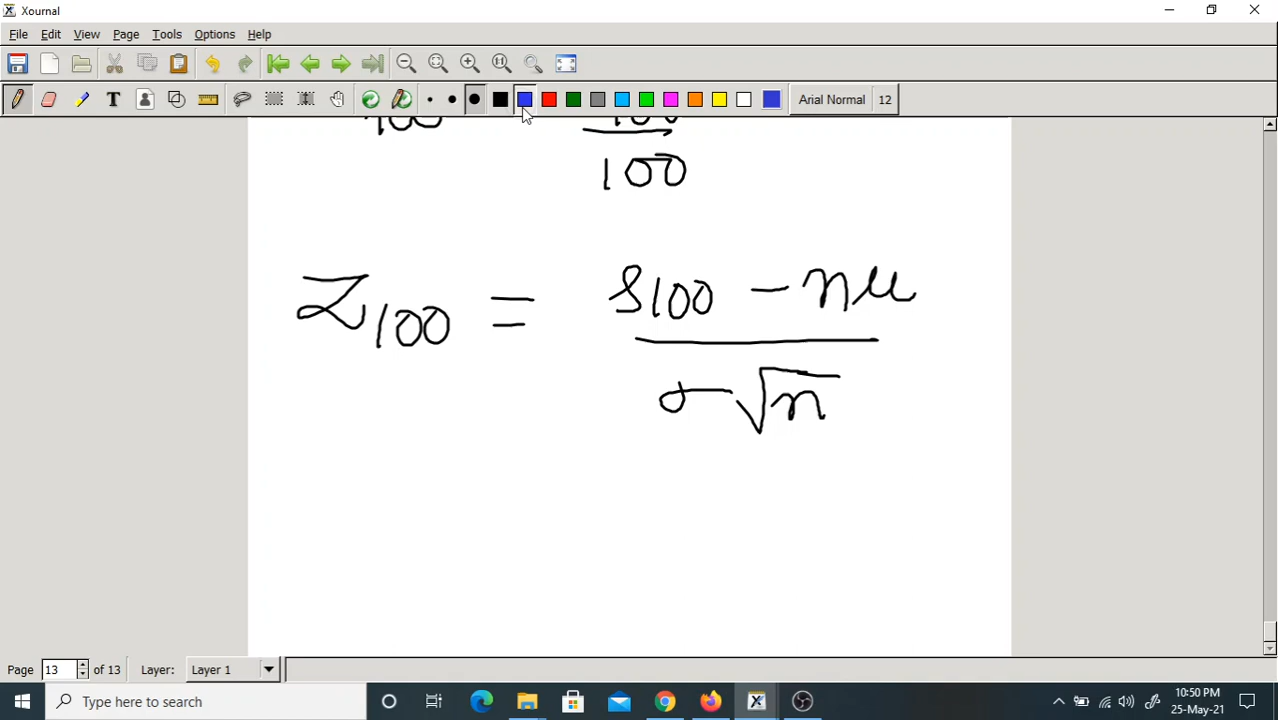 Xournal
File Edit View Page Tools Options Help
T Arial Normal 12
100
Z100 = S100 - nμ
σ√n
Page 13 of 13 Layer: Layer 1
Type here to search
10:50 PM
25-May-21